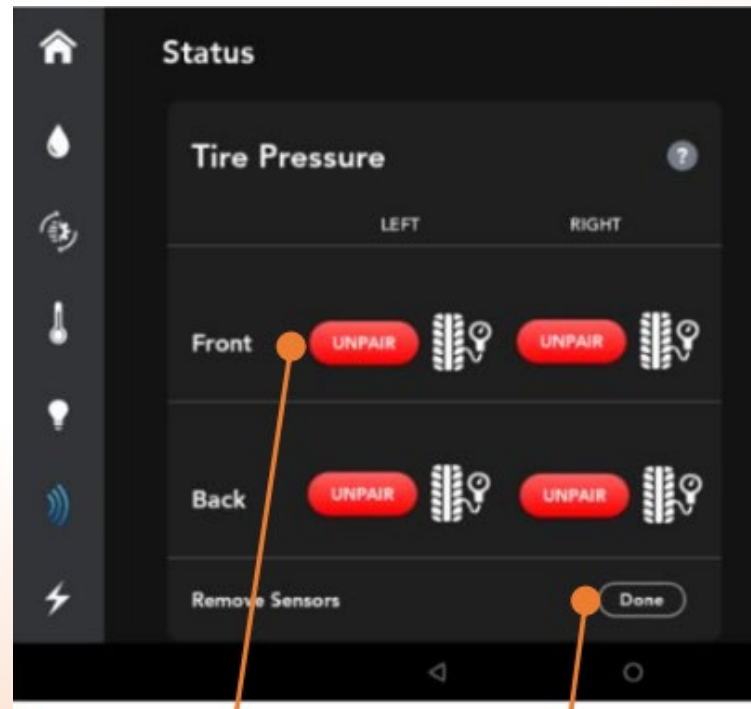 Status
Tire Pressure ?
LEFT RIGHT
Front UNPAIR UNPAIR
Back UNPAIR UNPAIR
Remove Sensors Done